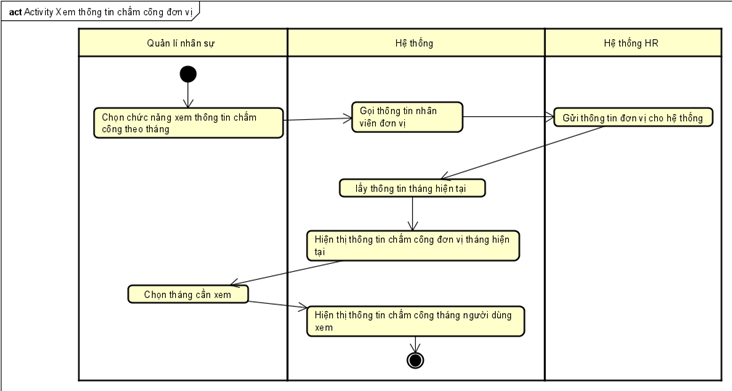 act Activity Xem thông tin chấm công đơn vị
Quản lí nhân sự
Hệ thống
Hệ thống HR
Chọn chức năng xem thông tin chấm
công theo tháng
Gọi thông tin nhân
viên đơn vị
Gửi thông tin đơn vị cho hệ thống
lấy thông tin tháng hiện tại
Hiện thị thông tin chấm công đơn vị tháng hiện
tại
Chọn tháng cần xem
Hiện thị thông tin chấm công tháng người dùng
xem